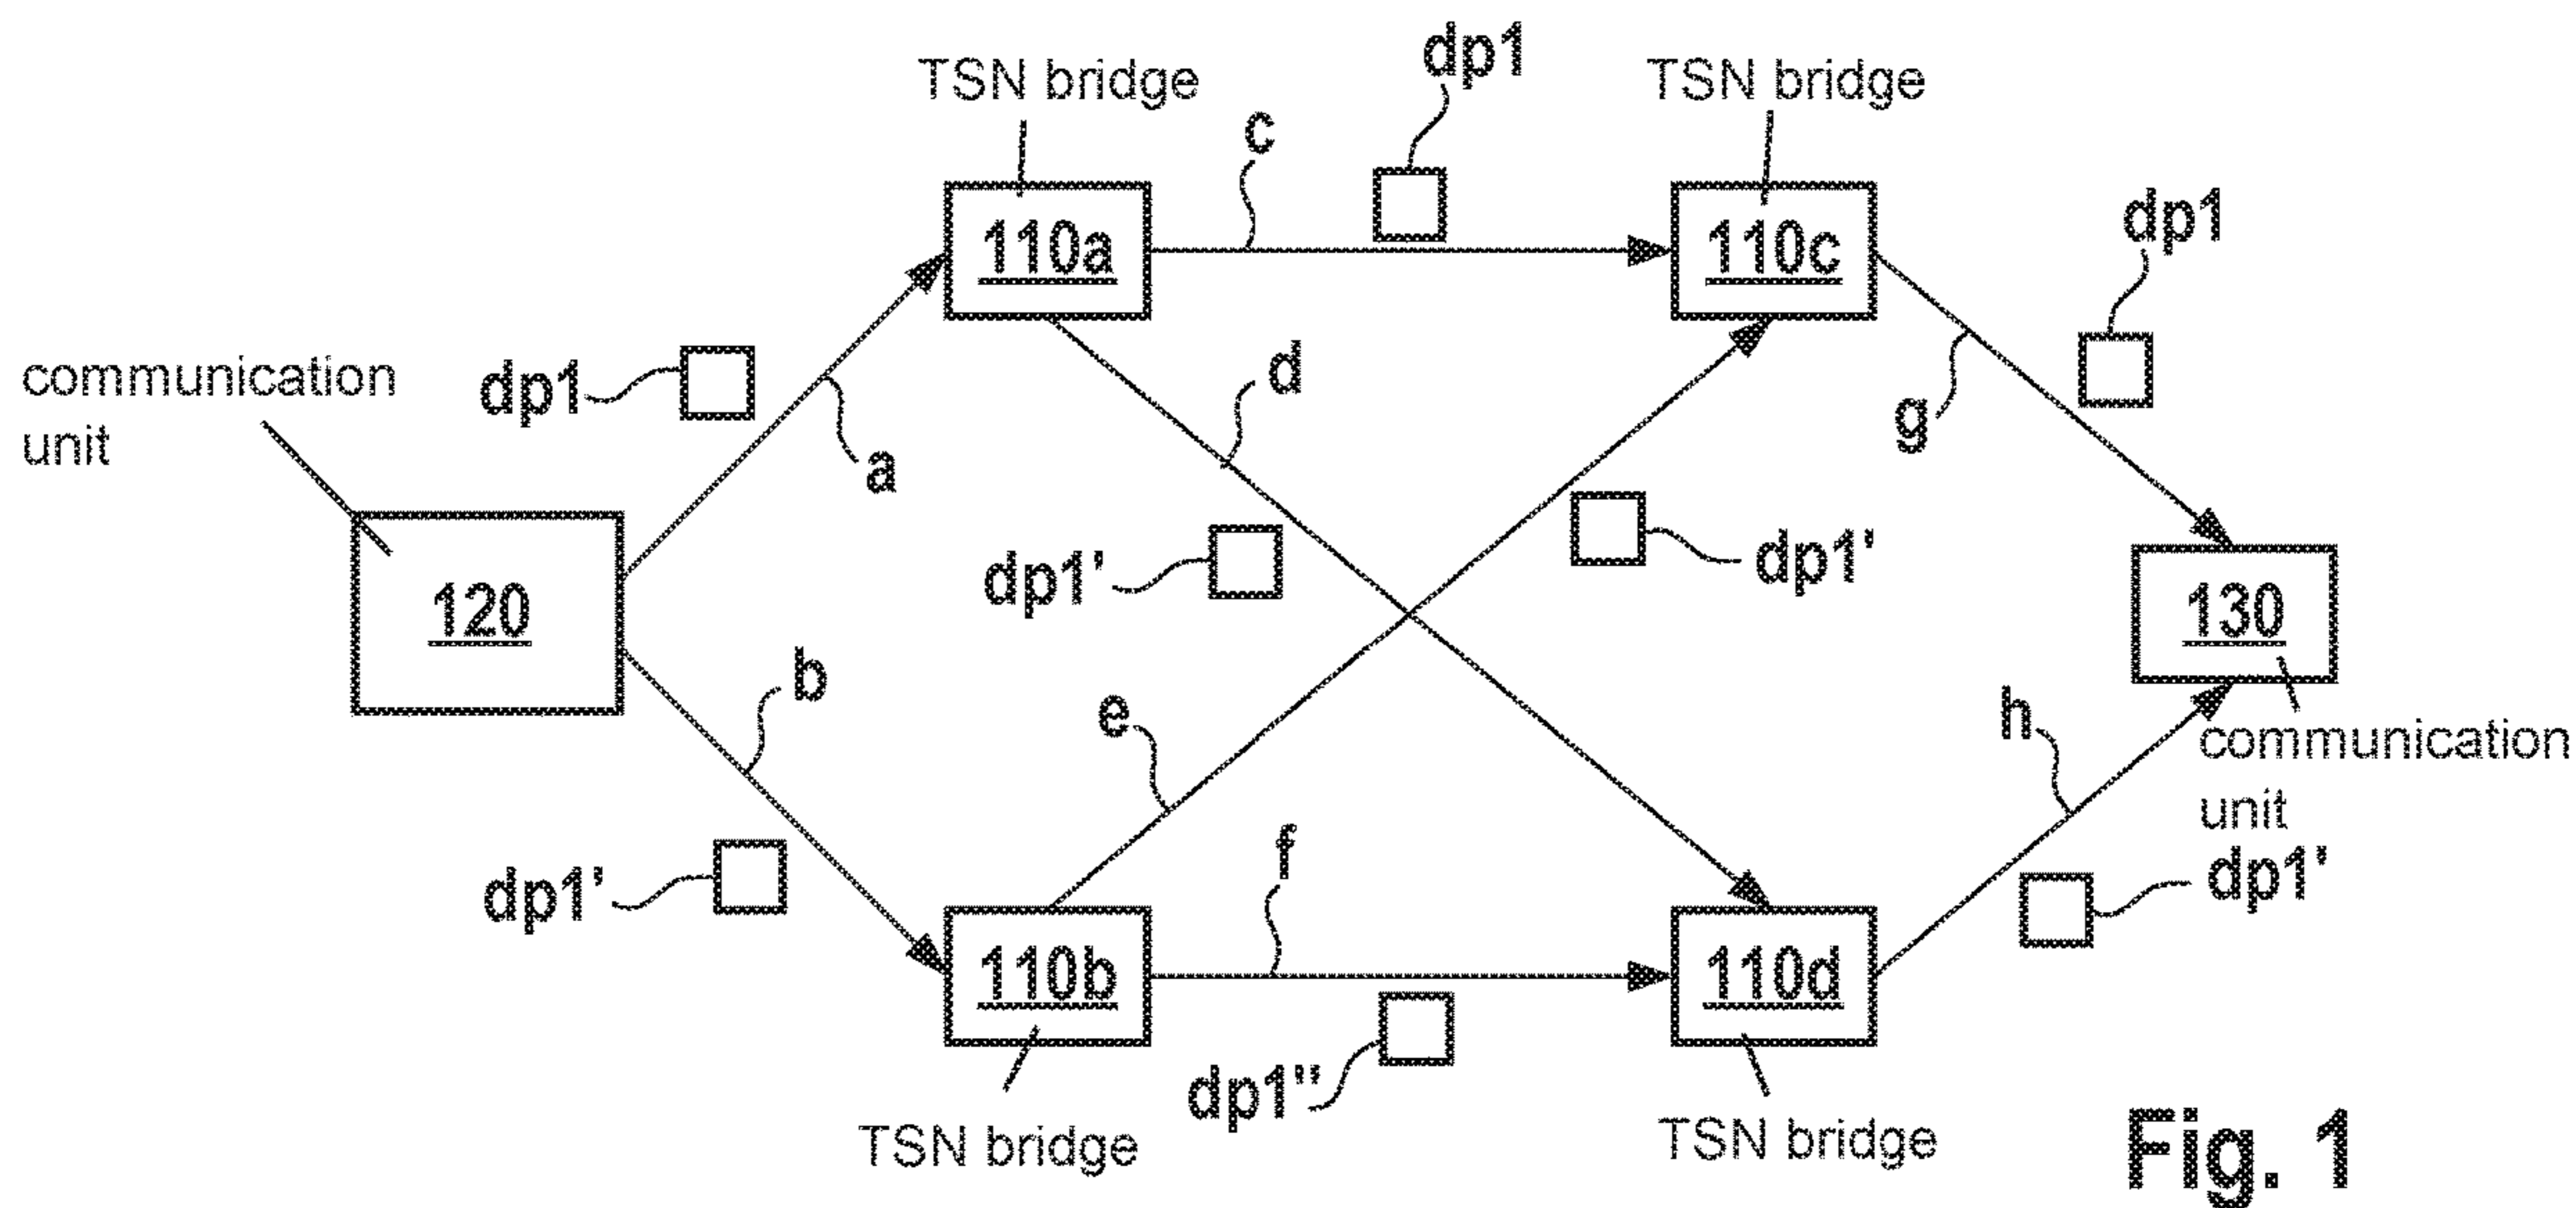 dp1
TSN bridge
TSN bridge
c
dp1
110a
110c
d
communication
unit
dp1
a
g
dp1'
dp1'
120
130
b
e
h
communication
unit
f
dp1'
dp1'
110b
110d
dp1"
TSN bridge
TSN bridge
Fig. 1